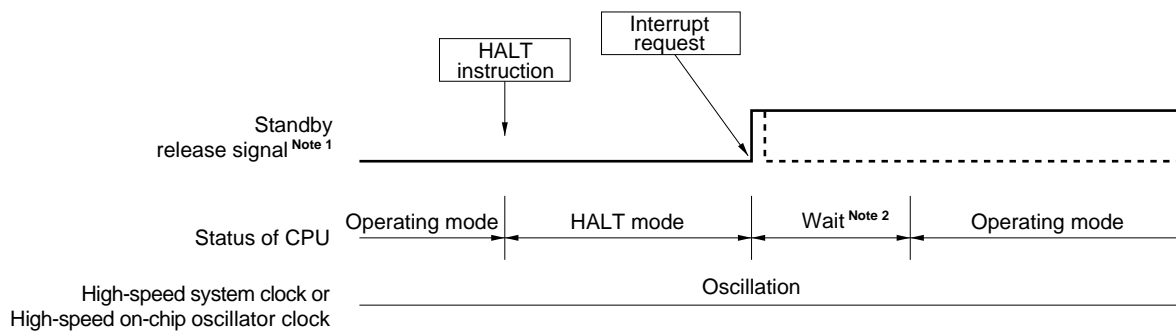 Interrupt
request
HALT
instruction
Standby
release signal Note 1
Operating mode
HALT mode
Wait Note 2
Operating mode
Status of CPU
Oscillation
High-speed system clock or
High-speed on-chip oscillator clock